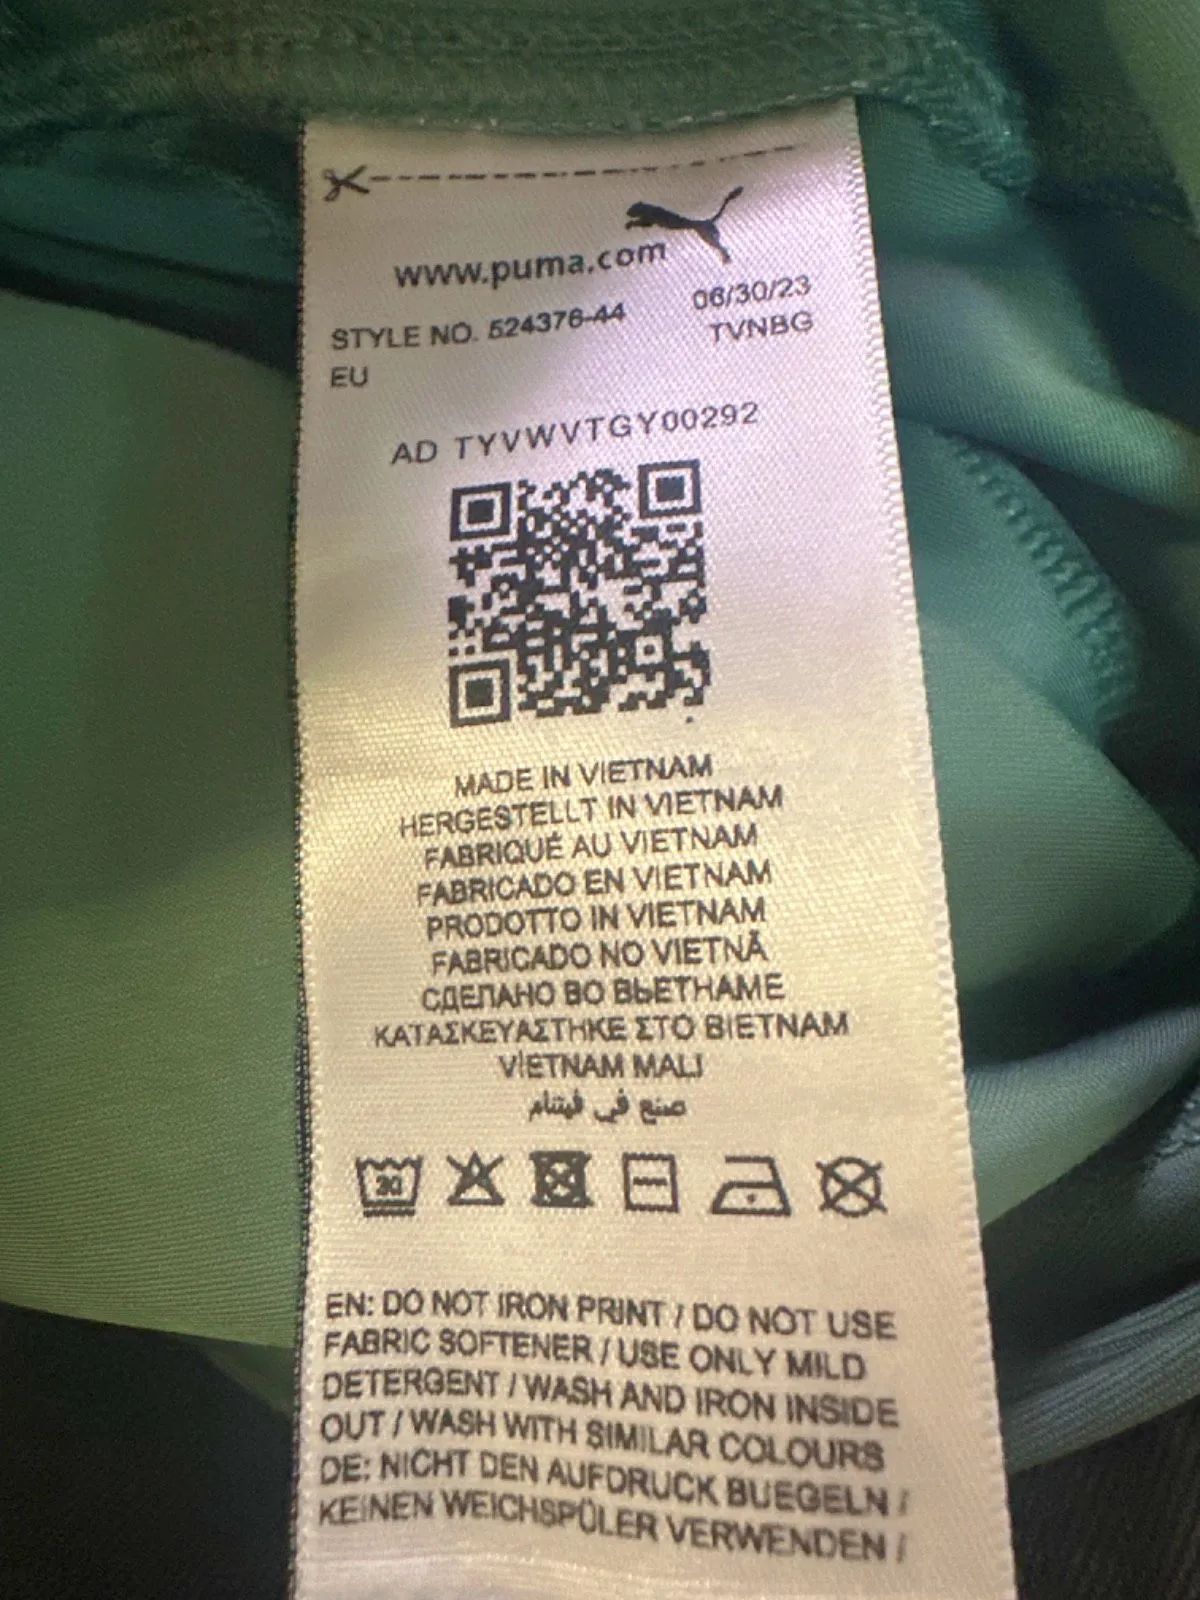 www.puma.com
STYLE NO. 524376-44 06/30/23
EU TVNBG
AD TYVWVTGY00292
MADE IN VIETNAM
HERGESTELLT IN VIETNAM
FABRIQUÉ AU VIETNAM
FABRICADO EN VIETNAM
PRODOTTO IN VIETNAM
FABRICADO NO VIETNÃ
СДЕЛАНО ВО ВЬЕТНАМЕ
ΚΑΤΑΣΚΕΥΑΣΤΗΚΕ ΣΤΟ ΒΙΕΤΝΑΜ
VİETNAM MALI
صنع في فيتنام
30
EN: DO NOT IRON PRINT / DO NOT USE
FABRIC SOFTENER / USE ONLY MILD
DETERGENT / WASH AND IRON INSIDE
OUT / WASH WITH SIMILAR COLOURS
DE: NICHT DEN AUFDRUCK BUEGELN /
KEINEN WEICHSPÜLER VERWENDEN /